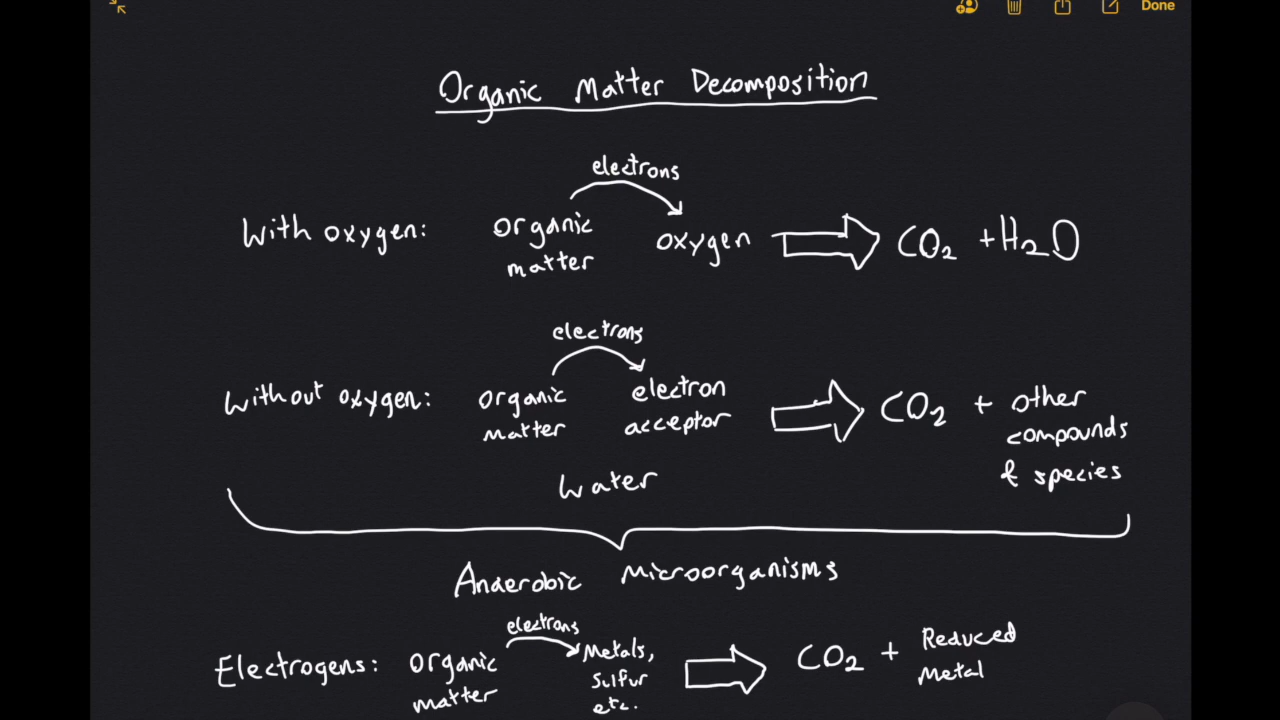 Done
Organic Matter Decomposition
electrons
With oxygen: organic matter oxygen CO2 + H2O
electrons
Without oxygen: organic matter electron acceptor CO2 + other compounds & species
Water
Anaerobic Microorganisms
electrons
Electrogens: organic matter Metals, sulfur etc. CO2 + Reduced Metal